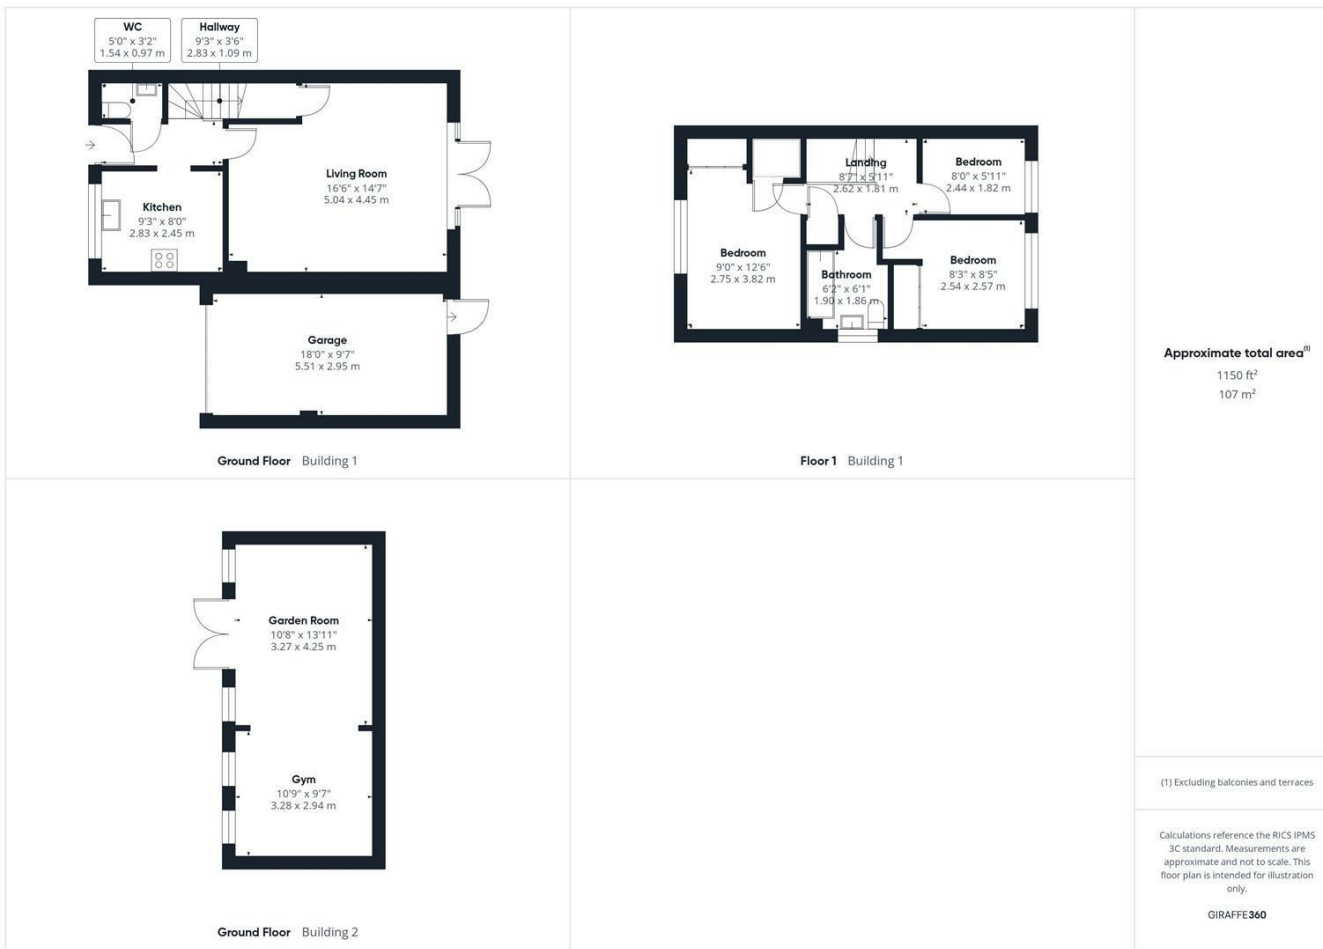 WC
5'0" x 3'2"
1.54 x 0.97 m
Hallway
9'3" x 3'6"
2.83 x 1.09 m
Living Room
16'6" x 14'7"
5.04 x 4.45 m
Kitchen
9'3" x 8'0"
2.83 x 2.45 m
Garage
18'0" x 9'7"
5.51 x 2.95 m
Ground Floor Building 1
Landing
8'7" x 5'11"
2.62 x 1.81 m
Bedroom
8'0" x 5'11"
2.44 x 1.82 m
Bedroom
9'0" x 12'6"
2.75 x 3.82 m
Bathroom
6'2" x 6'1"
1.90 x 1.86 m
Bedroom
8'3" x 8'5"
2.54 x 2.57 m
Floor 1 Building 1
Garden Room
10'8" x 13'11"
3.27 x 4.25 m
Gym
10'9" x 9'7"
3.28 x 2.94 m
Ground Floor Building 2
Approximate total area(1)
1150 ft²
107 m²
(1) Excluding balconies and terraces
Calculations reference the RICS IPMS
3C standard. Measurements are
approximate and not to scale. This
floor plan is intended for illustration
only.
GIRAFFE360